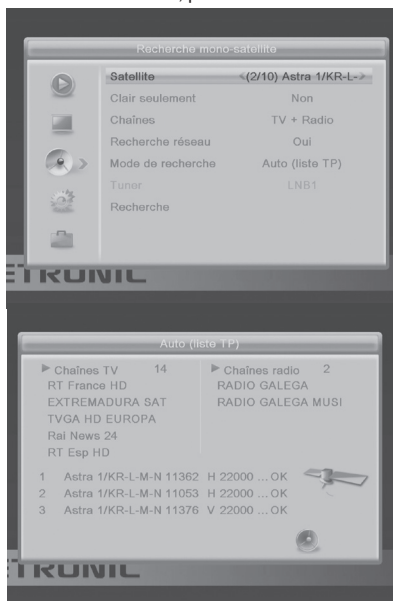 Recherche mono-satellite
Satellite <(2/10) Astra 1/KR-L->
Clair seulement Non
Chaînes TV + Radio
Recherche réseau Oui
Mode de recherche Auto (liste TP)
Tuner LNB1
Recherche
ETRONIC
Auto (liste TP)
Chaînes TV 14 Chaînes radio 2
RT France HD RADIO GALEGA
EXTREMADURA SAT RADIO GALEGA MUSI
TVGA HD EUROPA
Rai News 24
RT Esp HD
1 Astra 1/KR-L-M-N 11362 H 22000 ... OK
2 Astra 1/KR-L-M-N 11053 H 22000 ... OK
3 Astra 1/KR-L-M-N 11376 V 22000 ... OK
TRONIC